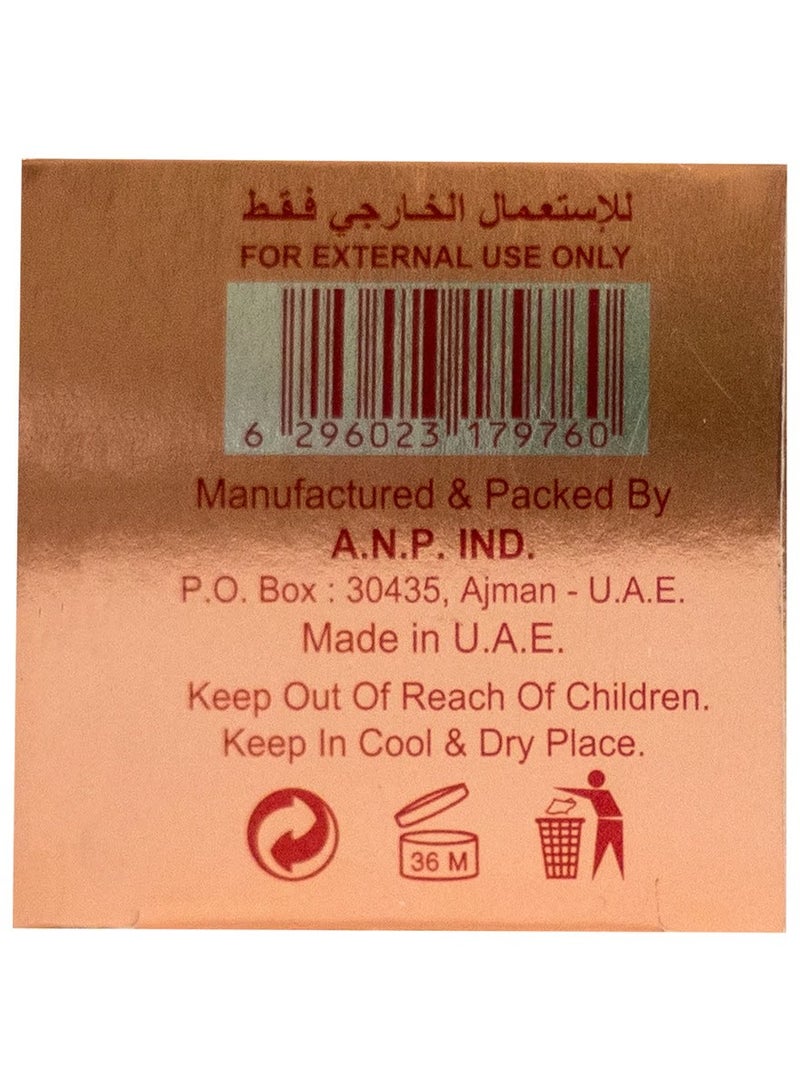 للإستعمال الخارجي فقط
FOR EXTERNAL USE ONLY
6 296023 179760
Manufactured & Packed By
A.N.P. IND.
P.O. Box : 30435, Ajman - U.A.E.
Made in U.A.E.
Keep Out Of Reach Of Children.
Keep In Cool & Dry Place.
36 M